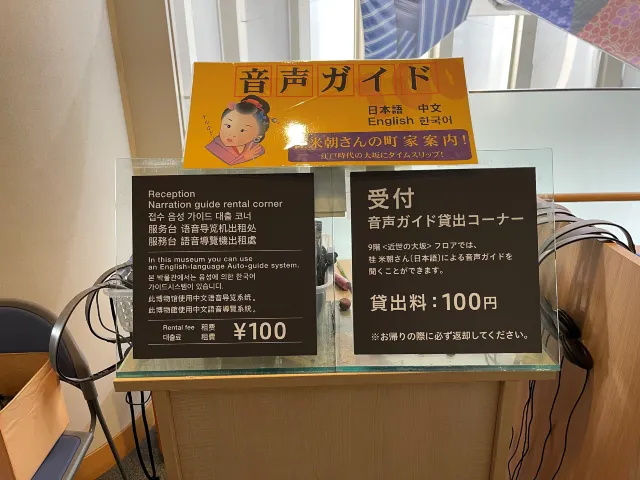 音声ガイド
日本語 中文
English 한국어
米朝さんの町家案内!
江戸時代の大坂にタイムスリップ!
Reception
Narration guide rental corner
접수 음성 가이드 대출 코너
服务台 语音导览机出租处
服務台 語音導覽機出租處
In this museum you can use
an English-language Auto-guide system.
본 박물관에서는 음성에 의한 한국어
가이드시스템이 있습니다.
此博物馆使用中文语音导览系统。
此博物館使用中文語音導覽系統。
Rental fee 租费
대출료 租費
¥100
受付
音声ガイド貸出コーナー
9階<近世の大坂>フロアでは、
桂 米朝さん(日本語)による音声ガイドを
聞くことができます。
貸出料:100円
※お帰りの際に必ず返却してください。